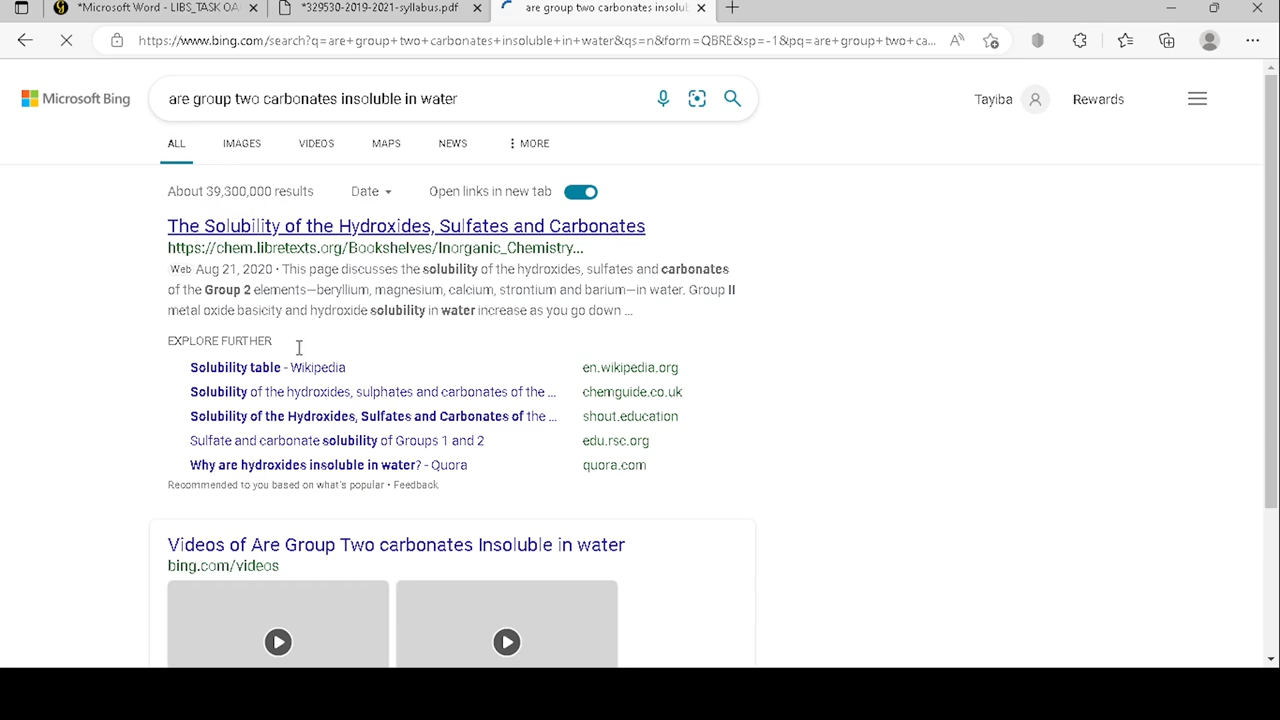 *Microsoft Word - LIBS_TASK OA
*329530-2019-2021-syllabus.pdf
are group two carbonates insolul
https://www.bing.com/search?q=are+group+two+carbonates+insoluble+in+water&qs=n&form=QBRE&sp=-1&pq=are+group+two+ca...
Microsoft Bing
are group two carbonates insoluble in water
Tayiba
Rewards
ALL IMAGES VIDEOS MAPS NEWS MORE
About 39,300,000 results Date Open links in new tab
The Solubility of the Hydroxides, Sulfates and Carbonates
https://chem.libretexts.org/Bookshelves/Inorganic_Chemistry...
Web Aug 21, 2020 · This page discusses the solubility of the hydroxides, sulfates and carbonates
of the Group 2 elements—beryllium, magnesium, calcium, strontium and barium—in water. Group II
metal oxide basicity and hydroxide solubility in water increase as you go down ...
EXPLORE FURTHER
Solubility table - Wikipedia en.wikipedia.org
Solubility of the hydroxides, sulphates and carbonates of the ... chemguide.co.uk
Solubility of the Hydroxides, Sulfates and Carbonates of the ... shout.education
Sulfate and carbonate solubility of Groups 1 and 2 edu.rsc.org
Why are hydroxides insoluble in water? - Quora quora.com
Recommended to you based on what's popular • Feedback
Videos of Are Group Two carbonates Insoluble in water
bing.com/videos